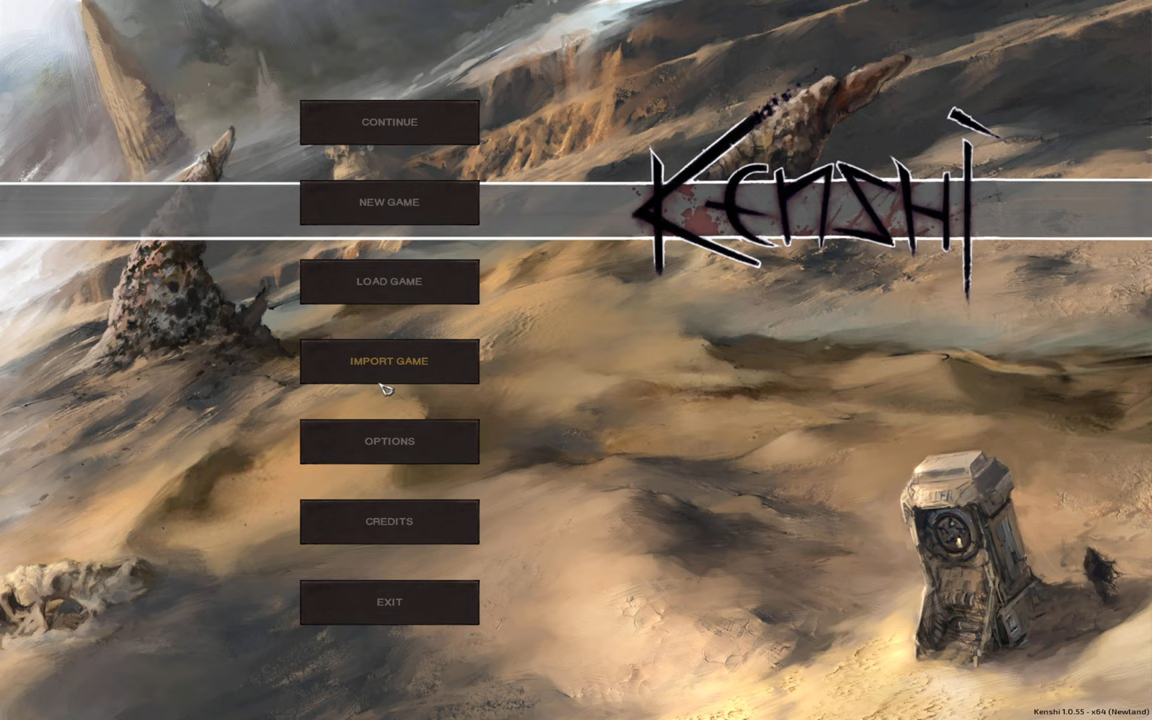 CONTINUE
NEW GAME
KENSHI
LOAD GAME
IMPORT GAME
OPTIONS
CREDITS
EXIT
Kenshi 1.0.55 - x64 (Newland)